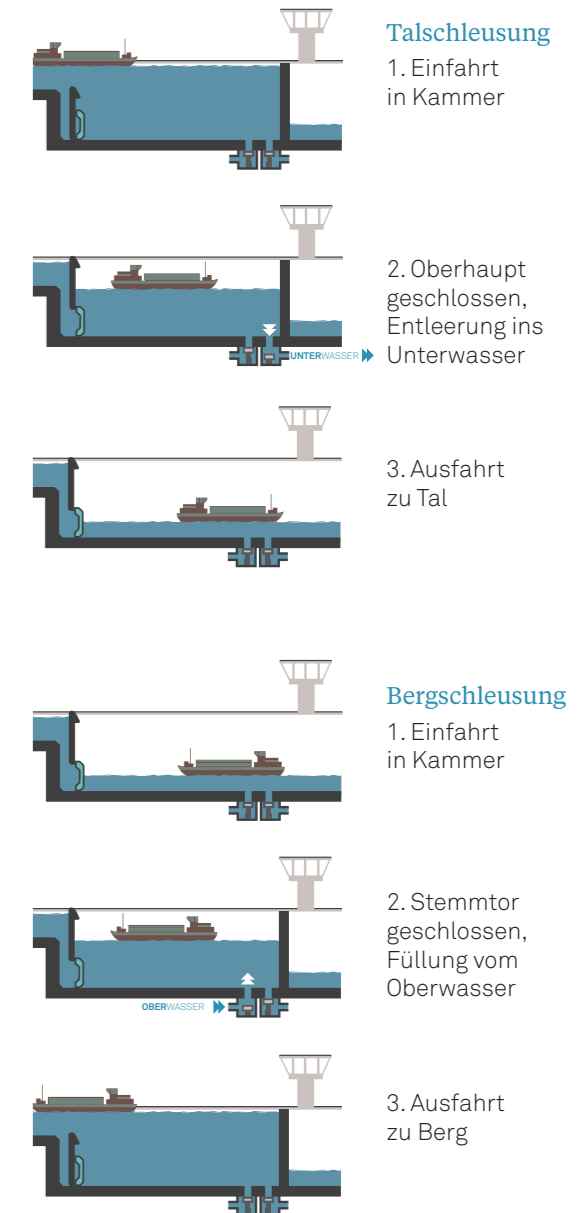 Talschleusung
1. Einfahrt
in Kammer
2. Oberhaupt
geschlossen,
Entleerung ins
Unterwasser
UNTERWASSER
3. Ausfahrt
zu Tal
Bergschleusung
1. Einfahrt
in Kammer
2. Stemmtor
geschlossen,
Füllung vom
Oberwasser
OBERWASSER
3. Ausfahrt
zu Berg